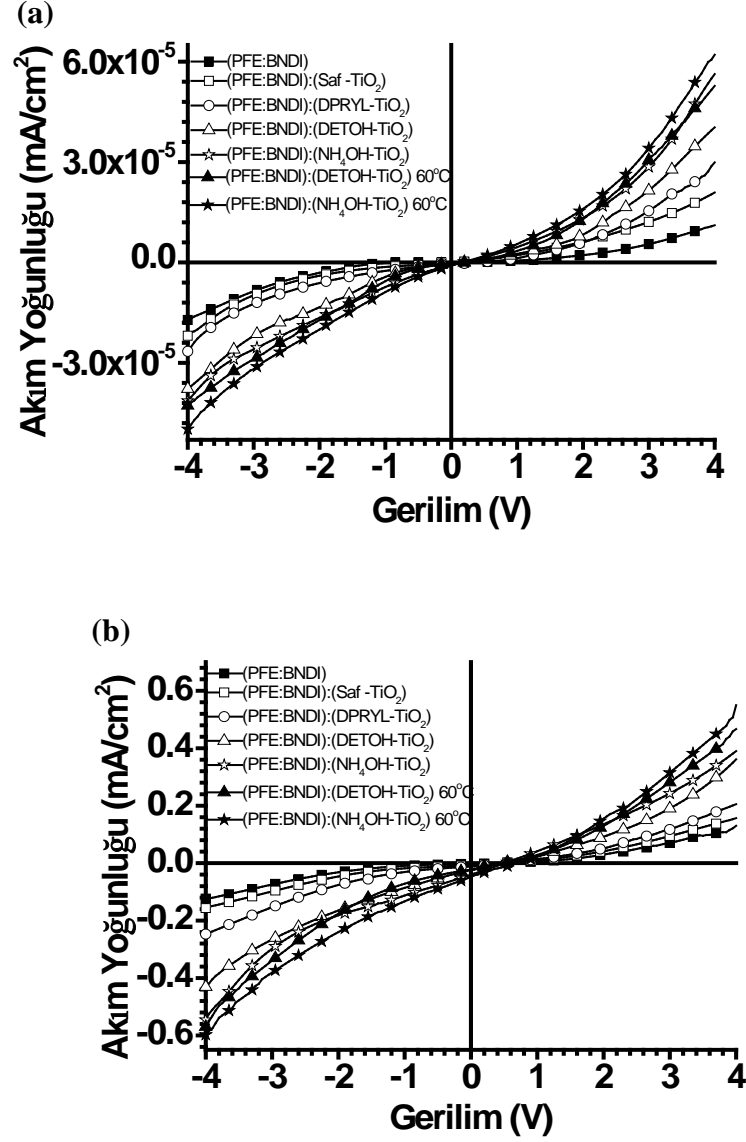 (a)
Akım Yoğunluğu (mA/cm²)
6.0x10⁻⁵
3.0x10⁻⁵
0.0
-3.0x10⁻⁵
(PFE:BNDI)
(PFE:BNDI):(Saf -TiO₂)
(PFE:BNDI):(DPRYL-TiO₂)
(PFE:BNDI):(DETOH-TiO₂)
(PFE:BNDI):(NH₄OH-TiO₂)
(PFE:BNDI):(DETOH-TiO₂) 60°C
(PFE:BNDI):(NH₄OH-TiO₂) 60°C
-4 -3 -2 -1 0 1 2 3 4
Gerilim (V)
(b)
Akım Yoğunluğu (mA/cm²)
0.6
0.4
0.2
0.0
-0.2
-0.4
-0.6
(PFE:BNDI)
(PFE:BNDI):(Saf -TiO₂)
(PFE:BNDI):(DPRYL-TiO₂)
(PFE:BNDI):(DETOH-TiO₂)
(PFE:BNDI):(NH₄OH-TiO₂)
(PFE:BNDI):(DETOH-TiO₂) 60°C
(PFE:BNDI):(NH₄OH-TiO₂) 60°C
-4 -3 -2 -1 0 1 2 3 4
Gerilim (V)